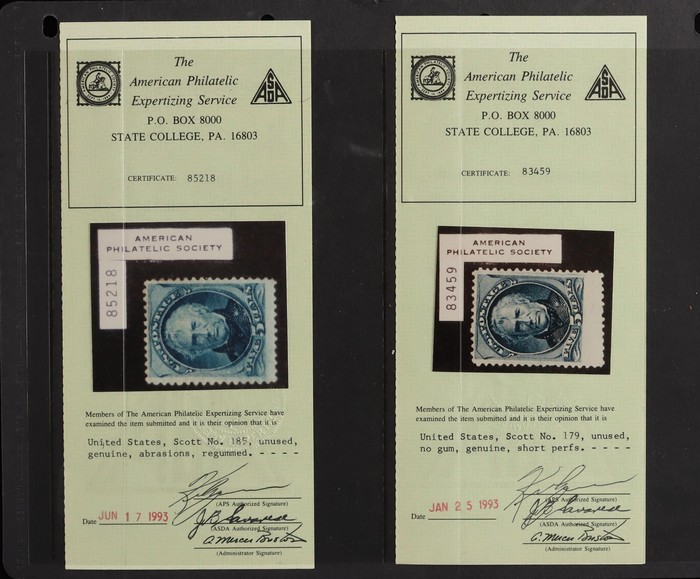 The
American Philatelic
Expertizing Service
P.O. BOX 8000
STATE COLLEGE, PA. 16803
ASDA
CERTIFICATE: 85218
AMERICAN
PHILATELIC SOCIETY
85218
Members of The American Philatelic Expertizing Service have
examined the item submitted and it is their opinion that it is
United States, Scott No. 185, unused,
genuine, abrasions, regummed. - - - -
(APS Authorized Signature)
Date JUN 17 1993
(ASDA Authorized Signature)
(Administrator Signature)
The
American Philatelic
Expertizing Service
P.O. BOX 8000
STATE COLLEGE, PA. 16803
ASDA
CERTIFICATE: 83459
AMERICAN
PHILATELIC SOCIETY
83459
Members of The American Philatelic Expertizing Service have
examined the item submitted and it is their opinion that it is
United States, Scott No. 179, unused,
no gum, genuine, short perfs. - - - -
(APS Authorized Signature)
Date JAN 25 1993
(ASDA Authorized Signature)
(Administrator Signature)